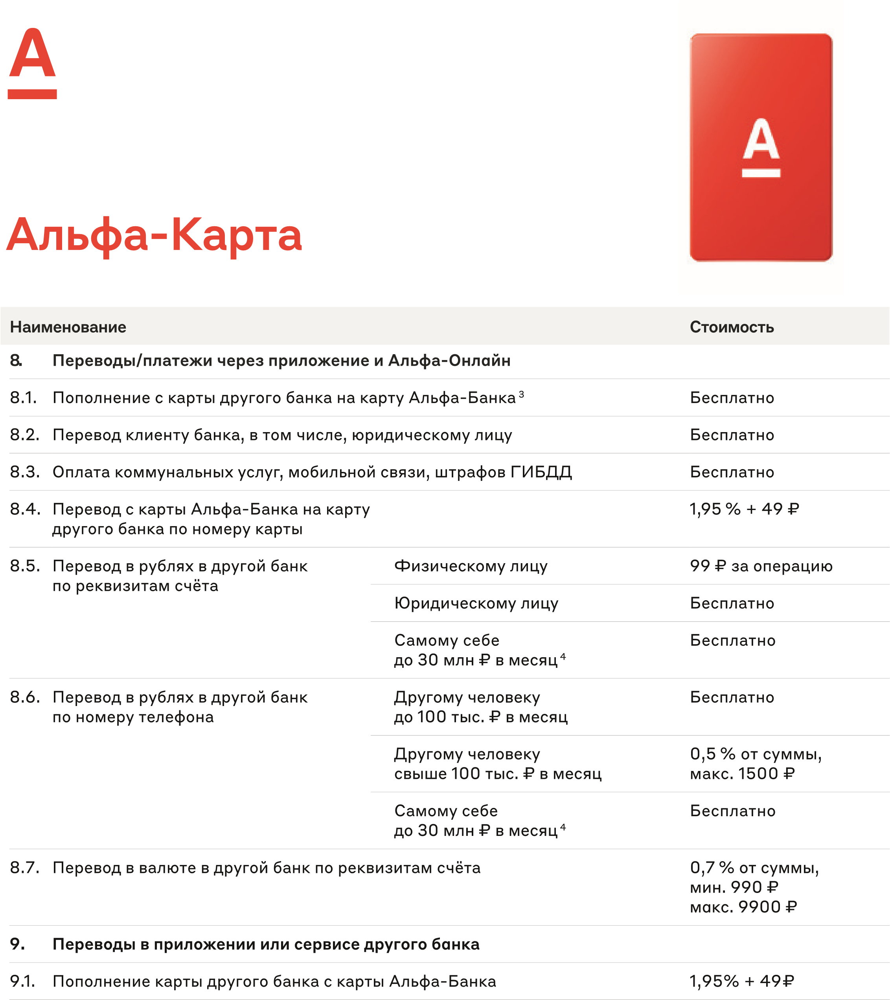 А
А
Альфа-Карта
Наименование Стоимость
8. Переводы/платежи через приложение и Альфа-Онлайн
8.1. Пополнение с карты другого банка на карту Альфа-Банка ³ Бесплатно
8.2. Перевод клиенту банка, в том числе, юридическому лицу Бесплатно
8.3. Оплата коммунальных услуг, мобильной связи, штрафов ГИБДД Бесплатно
8.4. Перевод с карты Альфа-Банка на карту 1,95 % + 49 ₽
другого банка по номеру карты
8.5. Перевод в рублях в другой банк Физическому лицу 99 ₽ за операцию
по реквизитам счёта
Юридическому лицу Бесплатно
Самому себе Бесплатно
до 30 млн ₽ в месяц ⁴
8.6. Перевод в рублях в другой банк Другому человеку Бесплатно
по номеру телефона до 100 тыс. ₽ в месяц
Другому человеку 0,5 % от суммы,
свыше 100 тыс. ₽ в месяц макс. 1500 ₽
Самому себе Бесплатно
до 30 млн ₽ в месяц ⁴
8.7. Перевод в валюте в другой банк по реквизитам счёта 0,7 % от суммы,
мин. 990 ₽
макс. 9900 ₽
9. Переводы в приложении или сервисе другого банка
9.1. Пополнение карты другого банка с карты Альфа-Банка 1,95% + 49₽